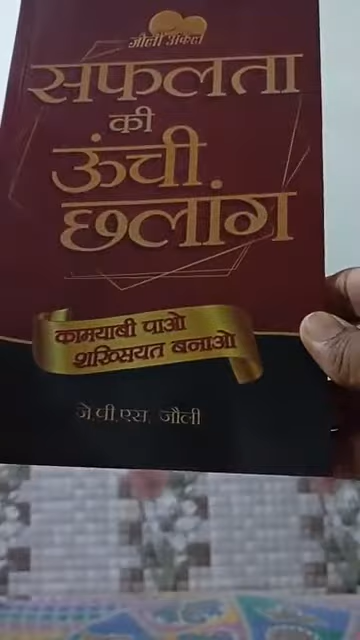 जौली अंकल
सफलता
की
ऊंची
छलांग
कामयाबी पाओ
शख्सियत बनाओ
जे.पी.एस. जौली